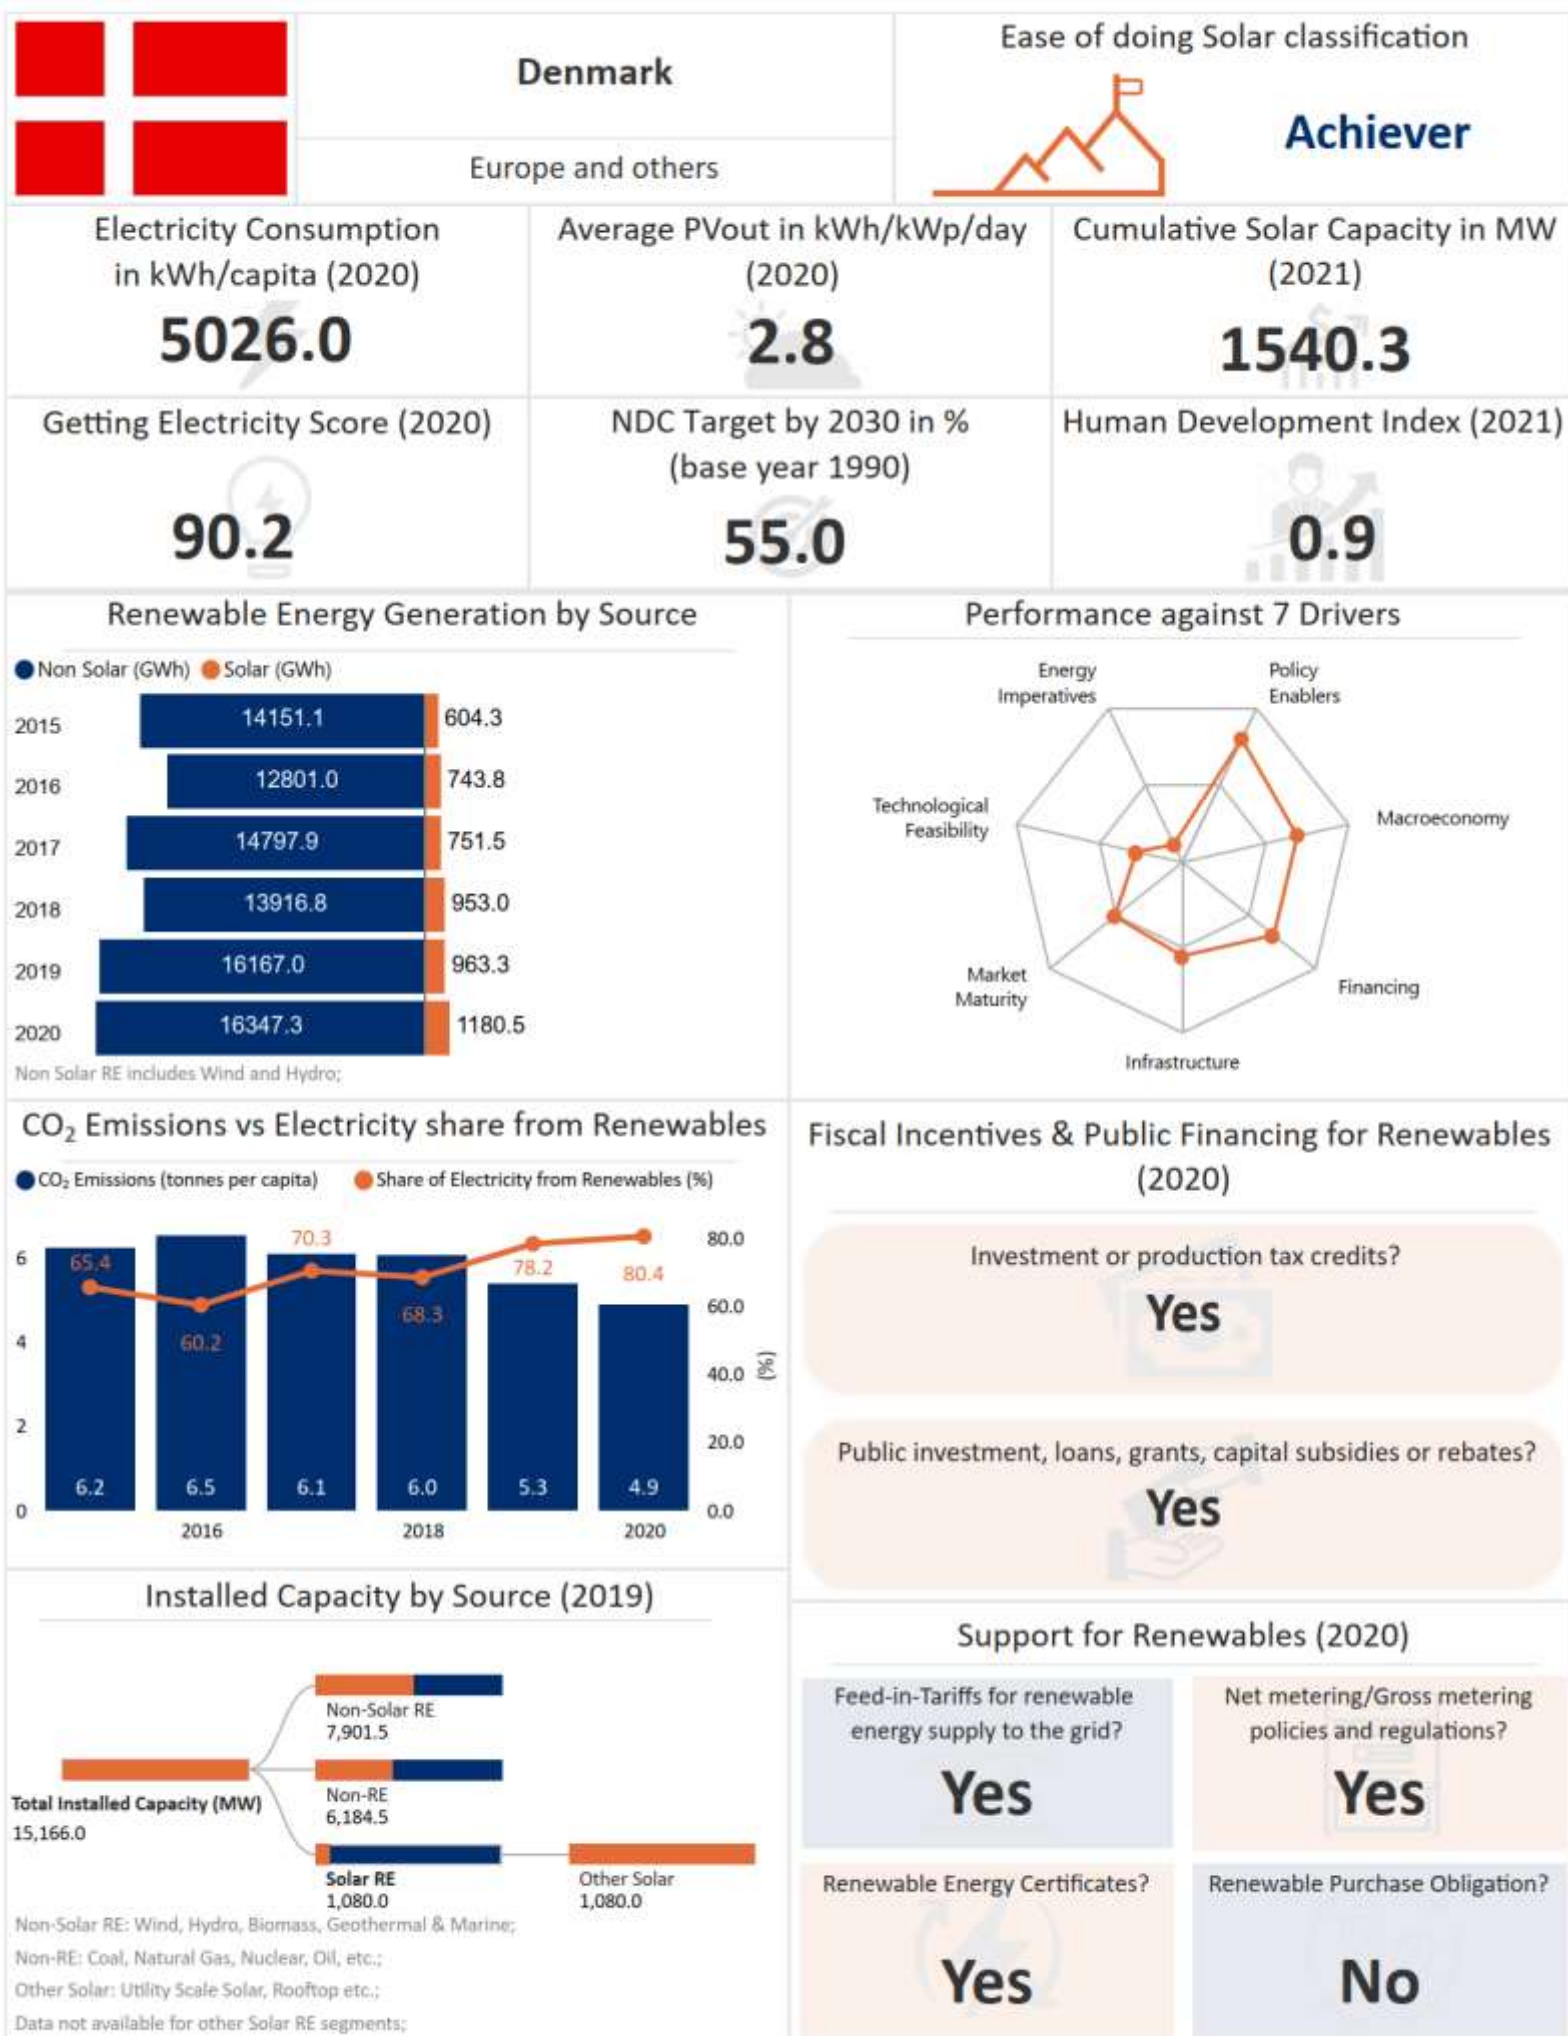 Denmark
Europe and others
Ease of doing Solar classification
Achiever
Electricity Consumption
in kWh/capita (2020)
5026.0
Average PVout in kWh/kWp/day
(2020)
2.8
Cumulative Solar Capacity in MW
(2021)
1540.3
Getting Electricity Score (2020)
90.2
NDC Target by 2030 in %
(base year 1990)
55.0
Human Development Index (2021)
0.9
Renewable Energy Generation by Source
Non Solar (GWh) Solar (GWh)
2015 14151.1 604.3
2016 12801.0 743.8
2017 14797.9 751.5
2018 13916.8 953.0
2019 16167.0 963.3
2020 16347.3 1180.5
Non Solar RE includes Wind and Hydro;
Performance against 7 Drivers
Energy
Imperatives
Policy
Enablers
Technological
Feasibility
Macroeconomy
Market
Maturity
Financing
Infrastructure
CO₂ Emissions vs Electricity share from Renewables
CO₂ Emissions (tonnes per capita) Share of Electricity from Renewables (%)
6
4
2
0
65.4
60.2
70.3
68.3
78.2
80.4
6.2 6.5 6.1 6.0 5.3 4.9
80.0
60.0
40.0
20.0
0.0
(%)
2016 2018 2020
Fiscal Incentives & Public Financing for Renewables
(2020)
Investment or production tax credits?
Yes
Public investment, loans, grants, capital subsidies or rebates?
Yes
Installed Capacity by Source (2019)
Total Installed Capacity (MW)
15,166.0
Non-Solar RE
7,901.5
Non-RE
6,184.5
Solar RE
1,080.0
Other Solar
1,080.0
Non-Solar RE: Wind, Hydro, Biomass, Geothermal & Marine;
Non-RE: Coal, Natural Gas, Nuclear, Oil, etc.;
Other Solar: Utility Scale Solar, Rooftop etc.;
Data not available for other Solar RE segments;
Support for Renewables (2020)
Feed-in-Tariffs for renewable
energy supply to the grid?
Yes
Net metering/Gross metering
policies and regulations?
Yes
Renewable Energy Certificates?
Yes
Renewable Purchase Obligation?
No